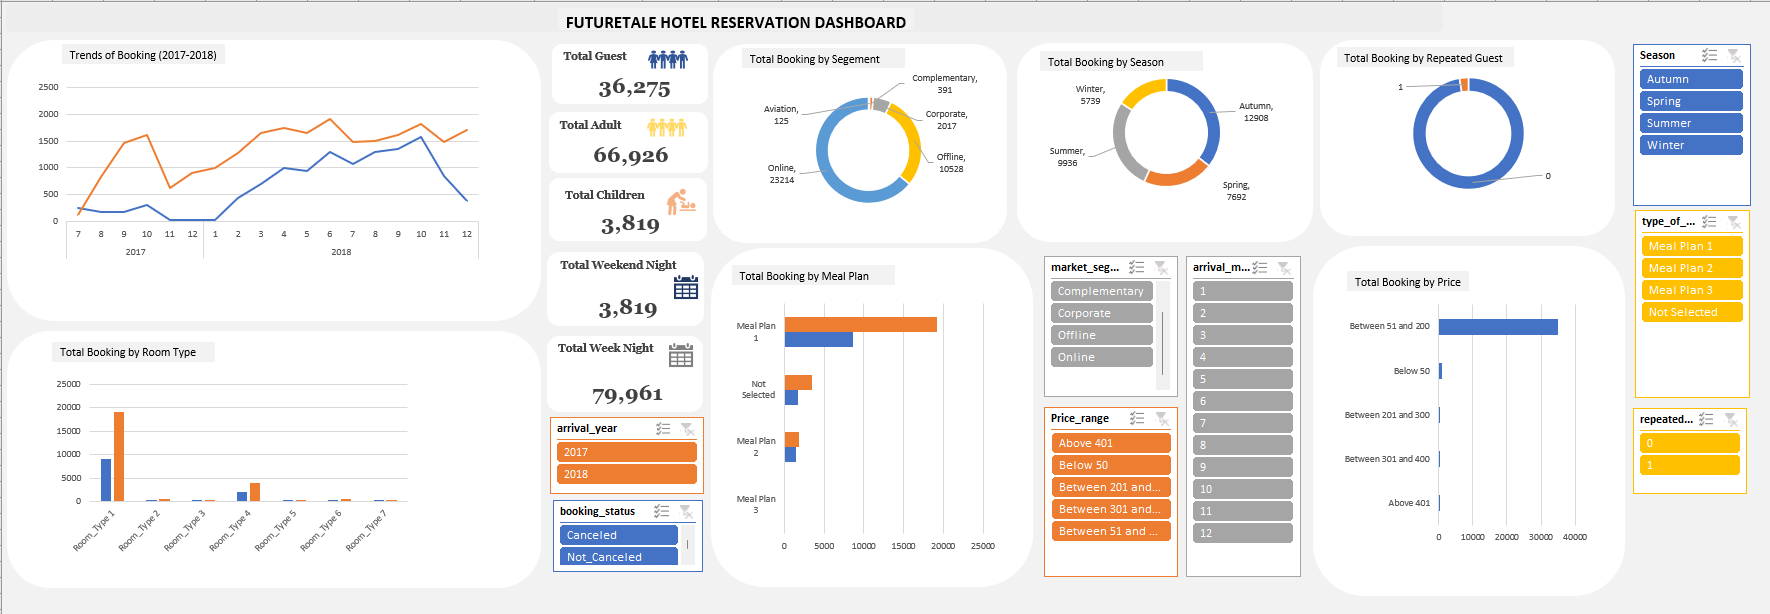 FUTURETALE HOTEL RESERVATION DASHBOARD
Trends of Booking (2017-2018)
2500
2000
1500
1000
500
0
7 8 9 10 11 12 1 2 3 4 5 6 7 8 9 10 11 12
2017 2018
Total Booking by Room Type
25000
20000
15000
10000
5000
0
Room_Type 1 Room_Type 2 Room_Type 3 Room_Type 4 Room_Type 5 Room_Type 6 Room_Type 7
Total Guest
36,275
Total Adult
66,926
Total Children
3,819
Total Weekend Night
3,819
Total Week Night
79,961
arrival_year
2017
2018
booking_status
Canceled
Not_Canceled
Total Booking by Segement
Complementary,
391
Aviation,
125
Corporate,
2017
Offline,
10528
Online,
23214
Total Booking by Meal Plan
Meal Plan
1
Not
Selected
Meal Plan
2
Meal Plan
3
0 5000 10000 15000 20000 25000
Total Booking by Season
Winter,
5739
Autumn,
12908
Summer,
9936
Spring,
7692
market_seg...
Complementary
Corporate
Offline
Online
Price_range
Above 401
Below 50
Between 201 and...
Between 301 and...
Between 51 and ...
arrival_m...
1
2
3
4
5
6
7
8
9
10
11
12
Total Booking by Repeated Guest
1
0
Total Booking by Price
Between 51 and 200
Below 50
Between 201 and 300
Between 301 and 400
Above 401
0 10000 20000 30000 40000
Season
Autumn
Spring
Summer
Winter
type_of_...
Meal Plan 1
Meal Plan 2
Meal Plan 3
Not Selected
repeated...
0
1